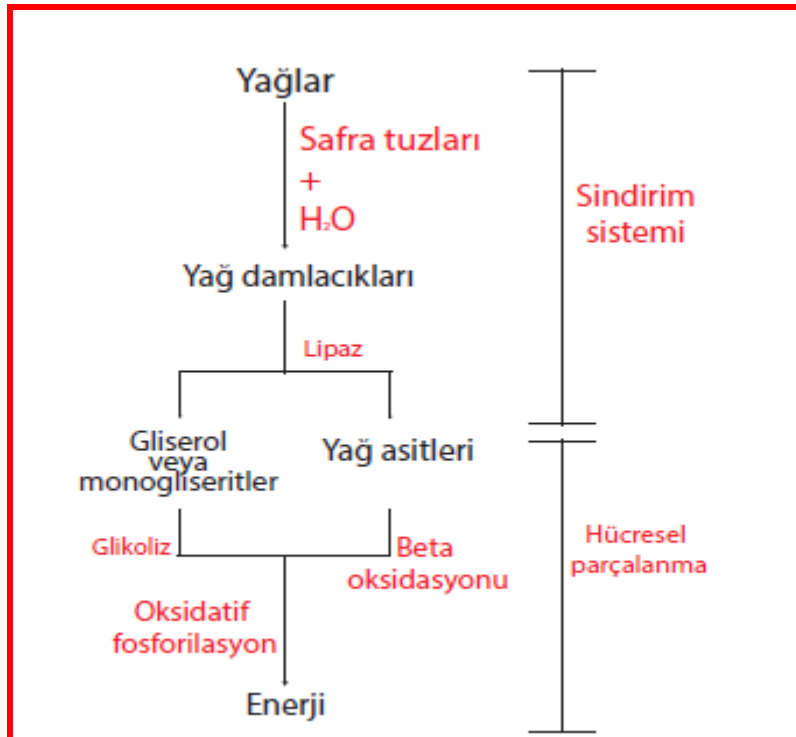 Yağlar
Safra tuzları
+
H₂O
Sindirim
sistemi
Yağ damlacıkları
Lipaz
Gliserol
veya
monogliseritler
Yağ asitleri
Glikoliz
Beta
oksidasyonu
Hücresel
parçalanma
Oksidatif
fosforilasyon
Enerji